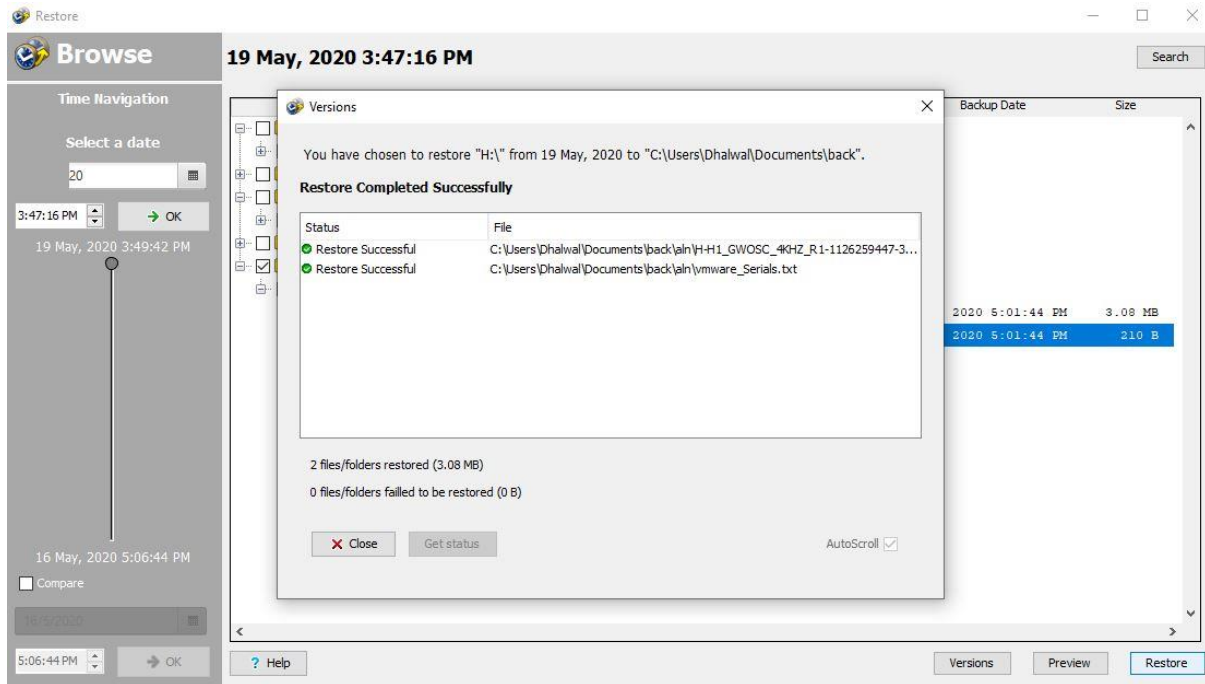 Restore
Browse
19 May, 2020 3:47:16 PM
Search
Time Navigation
Select a date
20
3:47:16 PM
OK
19 May, 2020 3:49:42 PM
16 May, 2020 5:06:44 PM
Compare
5:06:44 PM
OK
Backup Date Size
2020 5:01:44 PM 3.08 MB
2020 5:01:44 PM 210 B
Versions
You have chosen to restore "H:\" from 19 May, 2020 to "C:\Users\Dhalwal\Documents\back".
Restore Completed Successfully
Status File
Restore Successful C:\Users\Dhalwal\Documents\back\aln\H-H1_GWOSC_4KHZ_R1-1126259447-3...
Restore Successful C:\Users\Dhalwal\Documents\back\aln\vmware_Serials.txt
2 files/folders restored (3.08 MB)
0 files/folders failled to be restored (0 B)
Close
Get status
AutoScroll
? Help
Versions
Preview
Restore